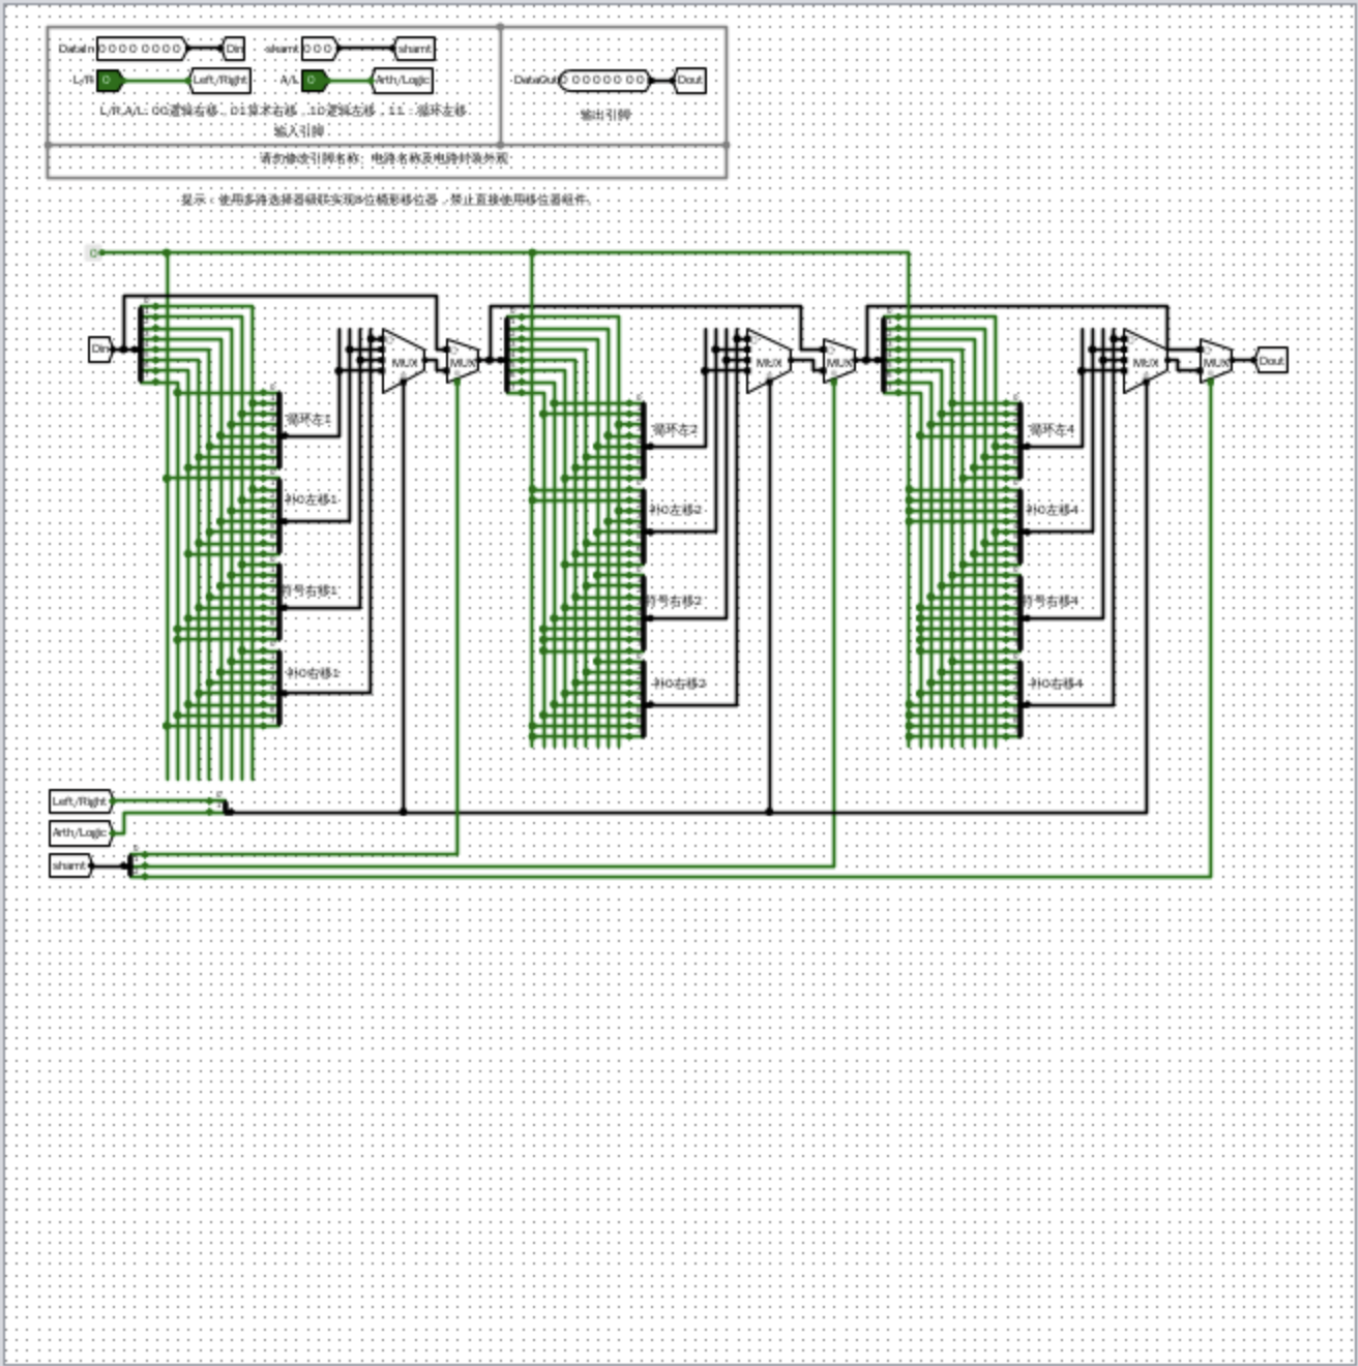 DataIn 0000 0000 Din shamt 000 shamt
L/R 0 Left/Right A/L 0 Arth/Logic DataOut 0000000 00 Dout
L/R,A/L: 00逻辑右移，01算术右移，10逻辑左移，11：循环左移
输入引脚
输出引脚
请勿修改引脚名称、电路名称及电路封装外观
提示：使用多路选择器级联实现8位桶形移位器，禁止直接使用移位器组件。
0
Din MUX MUX MUX MUX MUX MUX Dout
循环左1 循环左2 循环左4
补0左移1 补0左移2 补0左移4
符号右移1 符号右移2 符号右移4
补0右移1 补0右移2 补0右移4
Left/Right
Arth/Logic
shamt